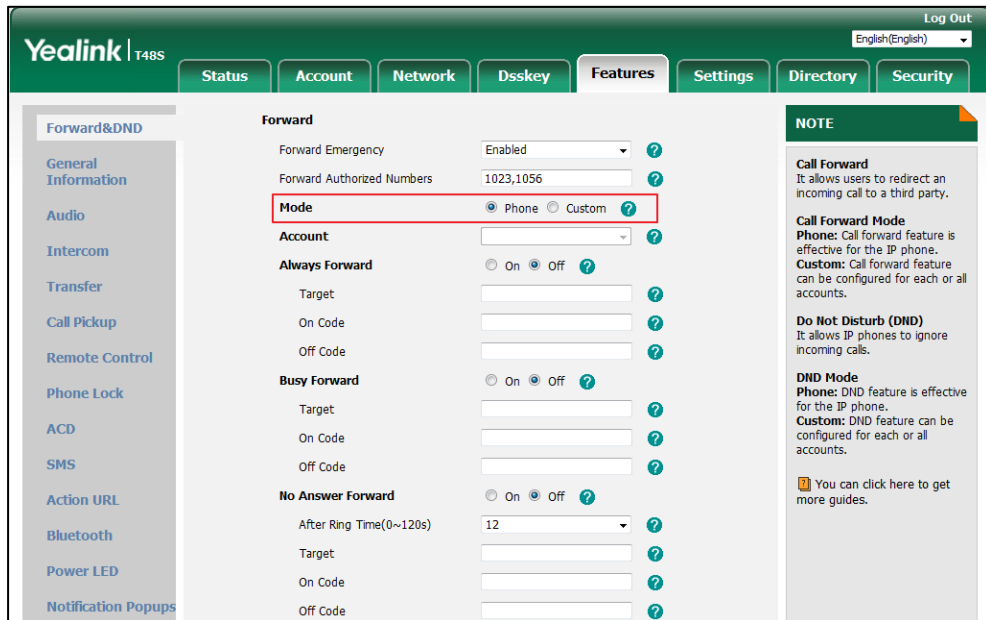 Log Out
English(English)
Yealink T48S
Status Account Network Dsskey Features Settings Directory Security
Forward&DND
General
Information
Audio
Intercom
Transfer
Call Pickup
Remote Control
Phone Lock
ACD
SMS
Action URL
Bluetooth
Power LED
Notification Popups
Forward
Forward Emergency Enabled ?
Forward Authorized Numbers 1023,1056 ?
Mode Phone Custom ?
Account ?
Always Forward On Off ?
Target ?
On Code ?
Off Code ?
Busy Forward On Off ?
Target ?
On Code ?
Off Code ?
No Answer Forward On Off ?
After Ring Time(0~120s) 12 ?
Target ?
On Code ?
Off Code ?
NOTE
Call Forward
It allows users to redirect an
incoming call to a third party.
Call Forward Mode
Phone: Call forward feature is
effective for the IP phone.
Custom: Call forward feature
can be configured for each or all
accounts.
Do Not Disturb (DND)
It allows IP phones to ignore
incoming calls.
DND Mode
Phone: DND feature is effective
for the IP phone.
Custom: DND feature can be
configured for each or all
accounts.
? You can click here to get
more guides.